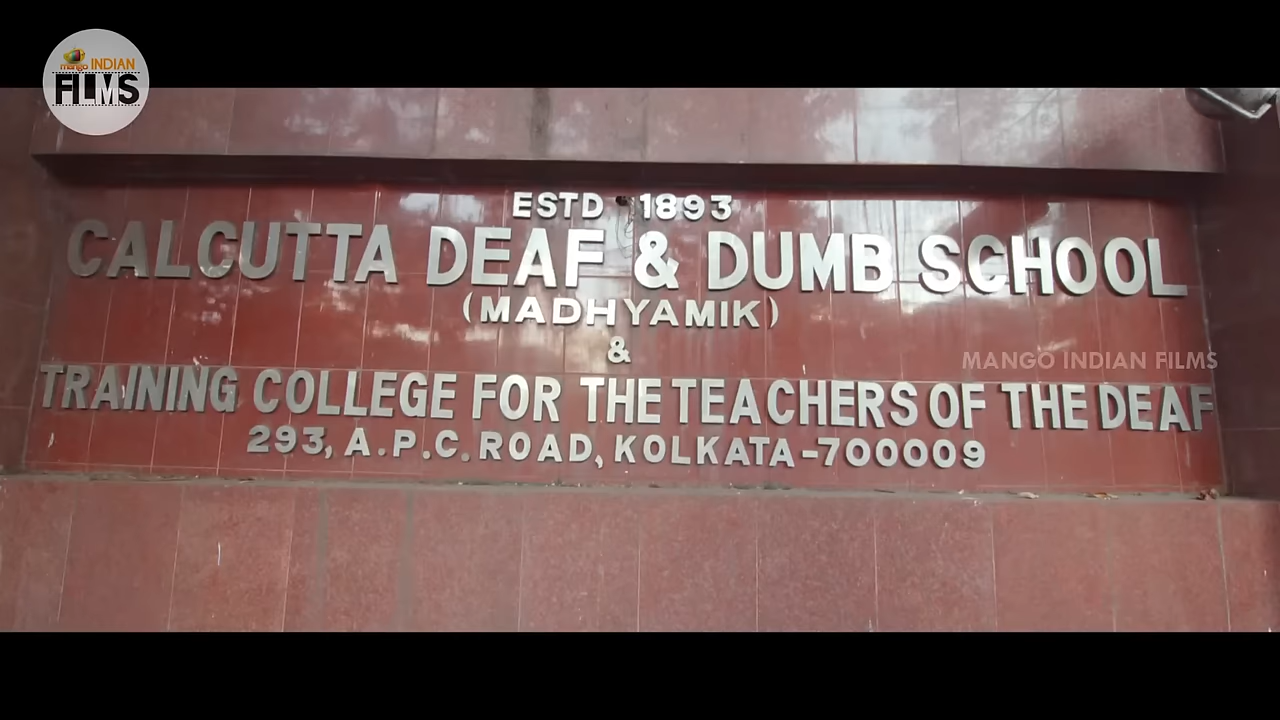 mango INDIAN
FILMS
ESTD 1893
CALCUTTA DEAF & DUMB SCHOOL
(MADHYAMIK)
&
MANGO INDIAN FILMS
TRAINING COLLEGE FOR THE TEACHERS OF THE DEAF
293, A.P.C. ROAD, KOLKATA-700009